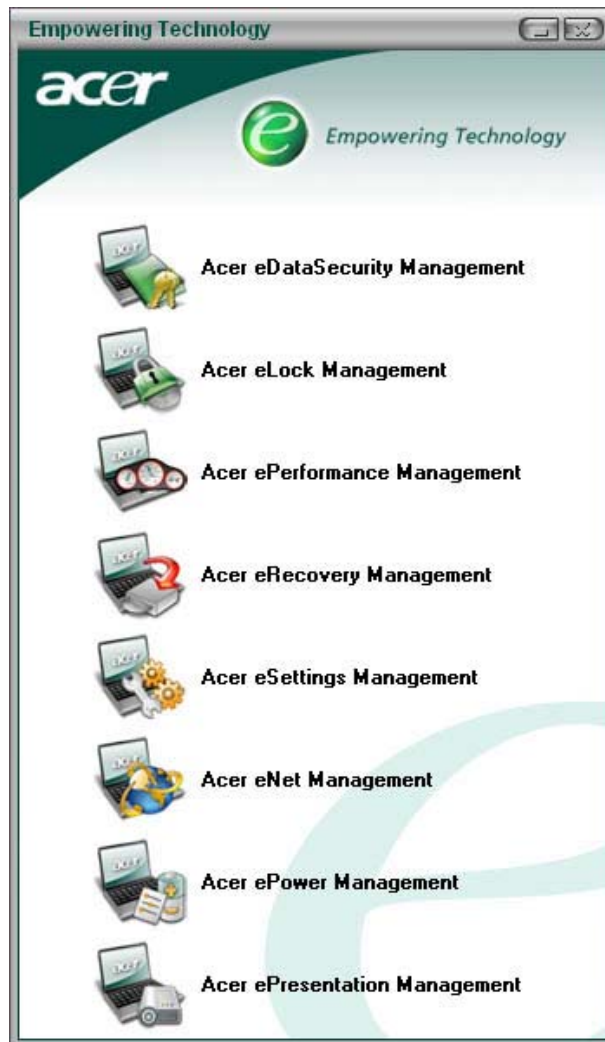 Empowering Technology
acer
e Empowering Technology
Acer eDataSecurity Management
Acer eLock Management
Acer ePerformance Management
Acer eRecovery Management
Acer eSettings Management
Acer eNet Management
Acer ePower Management
Acer ePresentation Management